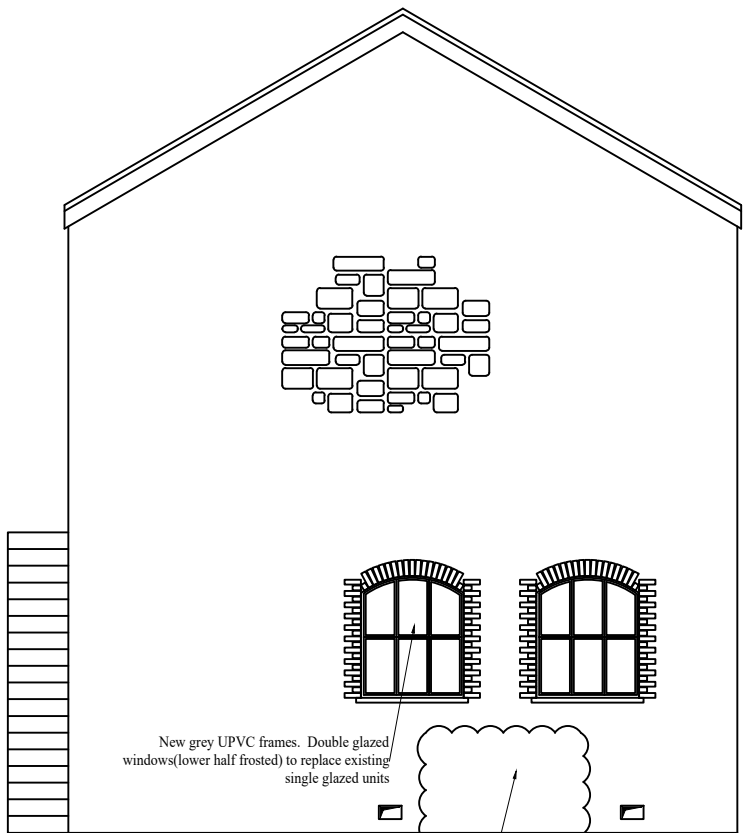 New grey UPVC frames.  Double glazed
windows(lower half frosted) to replace existing
single glazed units